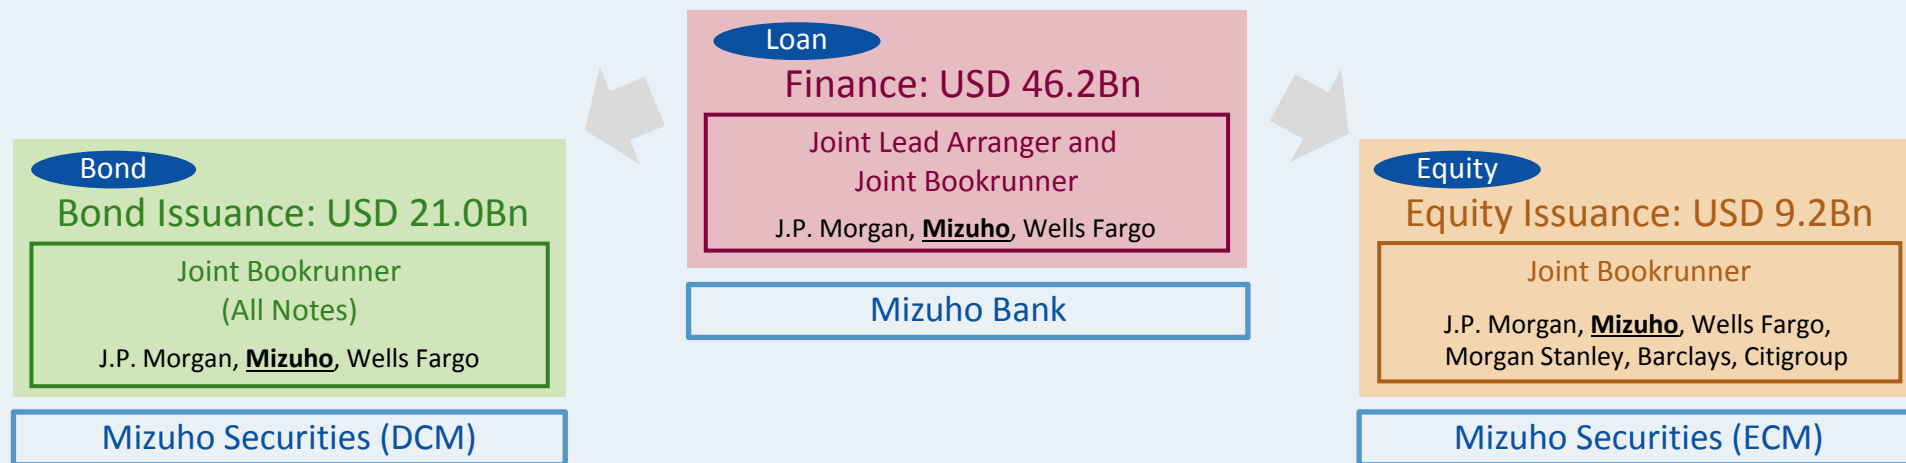 Loan
Finance: USD 46.2Bn
Joint Lead Arranger and
Joint Bookrunner
J.P. Morgan, Mizuho, Wells Fargo
Mizuho Bank
Bond
Bond Issuance: USD 21.0Bn
Joint Bookrunner
(All Notes)
J.P. Morgan, Mizuho, Wells Fargo
Mizuho Securities (DCM)
Equity
Equity Issuance: USD 9.2Bn
Joint Bookrunner
J.P. Morgan, Mizuho, Wells Fargo,
Morgan Stanley, Barclays, Citigroup
Mizuho Securities (ECM)